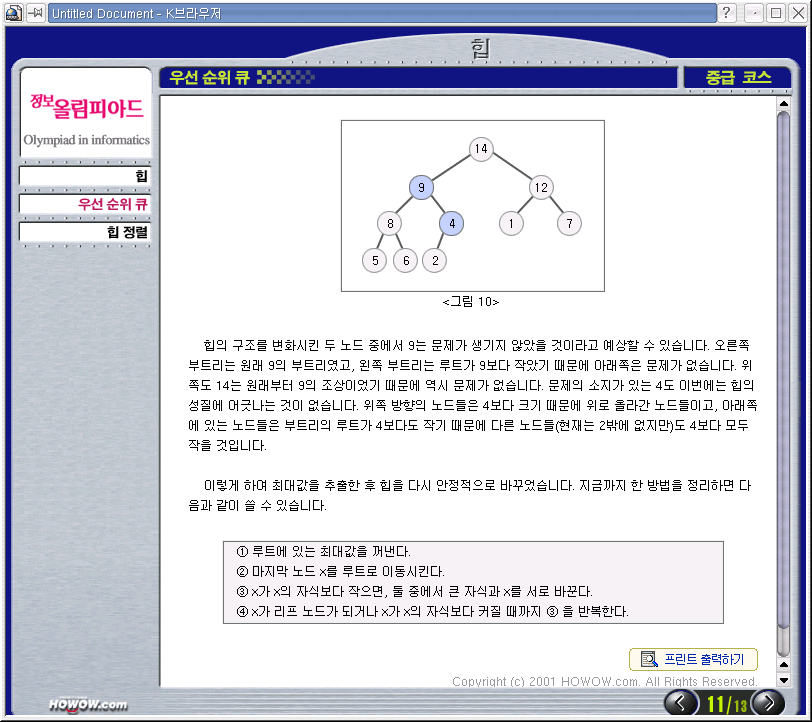 Untitled Document - K브라우저
힙
정보올림피아드
Olympiad in informatics
힙
우선 순위 큐
힙 정렬
우선 순위 큐
중급 코스
14
9
12
8
4
1
7
5
6
2
<그림 10>
힙의 구조를 변화시킨 두 노드 중에서 9는 문제가 생기지 않았을 것이라고 예상할 수 있습니다. 오른쪽
부트리는 원래 9의 부트리였고, 왼쪽 부트리는 루트가 9보다 작았기 때문에 아래쪽은 문제가 없습니다. 위
쪽도 14는 원래부터 9의 조상이었기 때문에 역시 문제가 없습니다. 문제의 소지가 있는 4도 이번에는 힙의
성질에 어긋나는 것이 없습니다. 위쪽 방향의 노드들은 4보다 크기 때문에 위로 올라간 노드들이고, 아래쪽
에 있는 노드들은 부트리의 루트가 4보다도 작기 때문에 다른 노드들(현재는 2밖에 없지만)도 4보다 모두
작을 것입니다.
이렇게 하여 최대값을 추출한 후 힙을 다시 안정적으로 바꾸었습니다. 지금까지 한 방법을 정리하면 다
음과 같이 쓸 수 있습니다.
① 루트에 있는 최대값을 꺼낸다.
② 마지막 노드 x를 루트로 이동시킨다.
③ x가 x의 자식보다 작으면, 둘 중에서 큰 자식과 x를 서로 바꾼다.
④ x가 리프 노드가 되거나 x가 x의 자식보다 커질 때까지 ③ 을 반복한다.
프린트 출력하기
Copyright (c) 2001 HOWOW.com. All Rights Reserved.
HOWOW.com
11/13